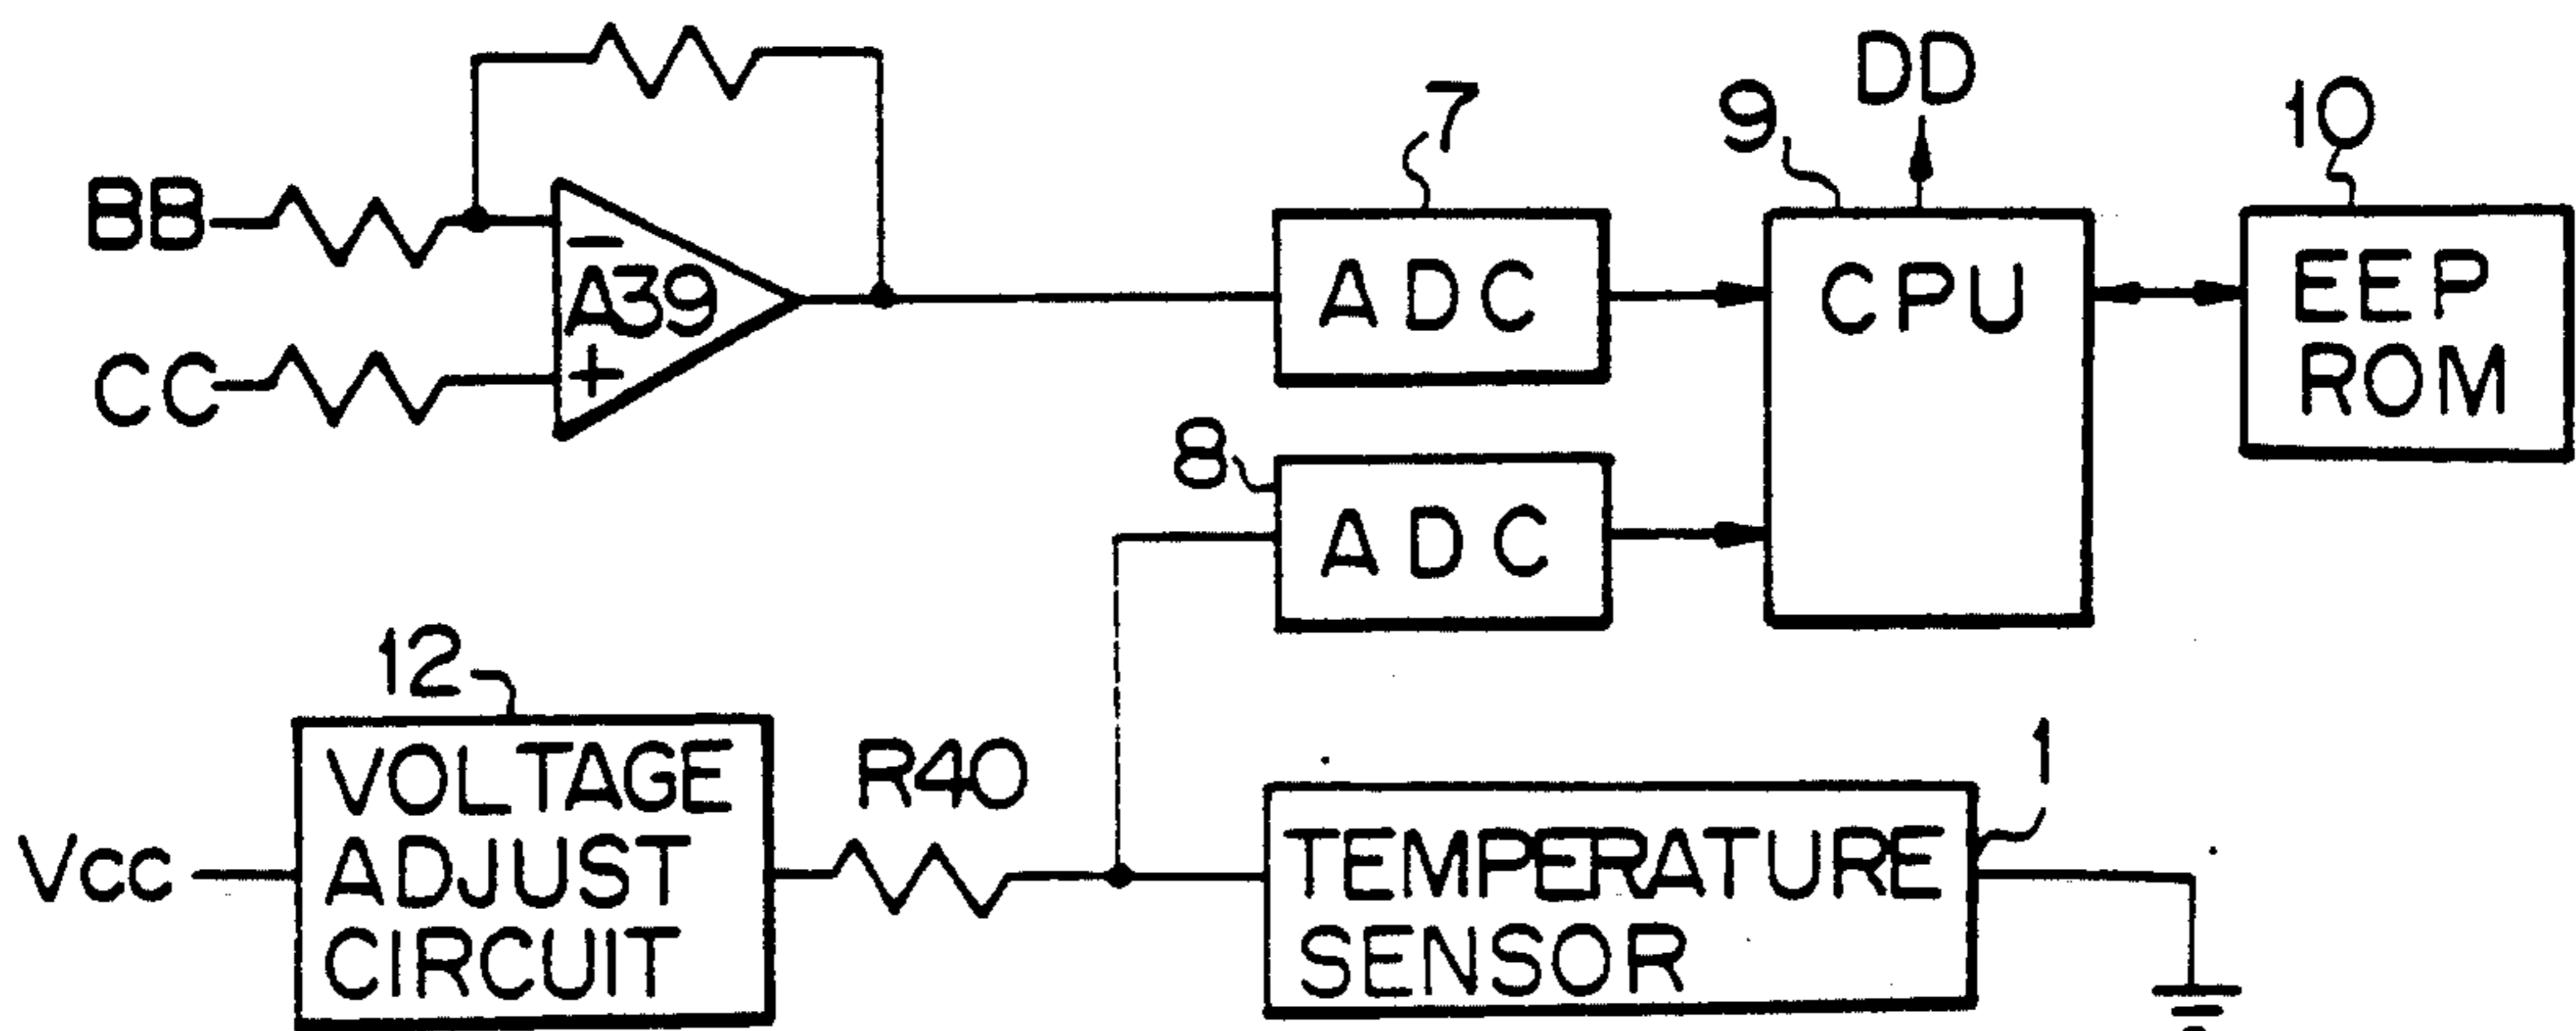 DD
7
9
10
BB
−
A39
+
CC
ADC
CPU
EEP
ROM
8
ADC
12
VOLTAGE
ADJUST
CIRCUIT
Vcc
R40
1
TEMPERATURE
SENSOR